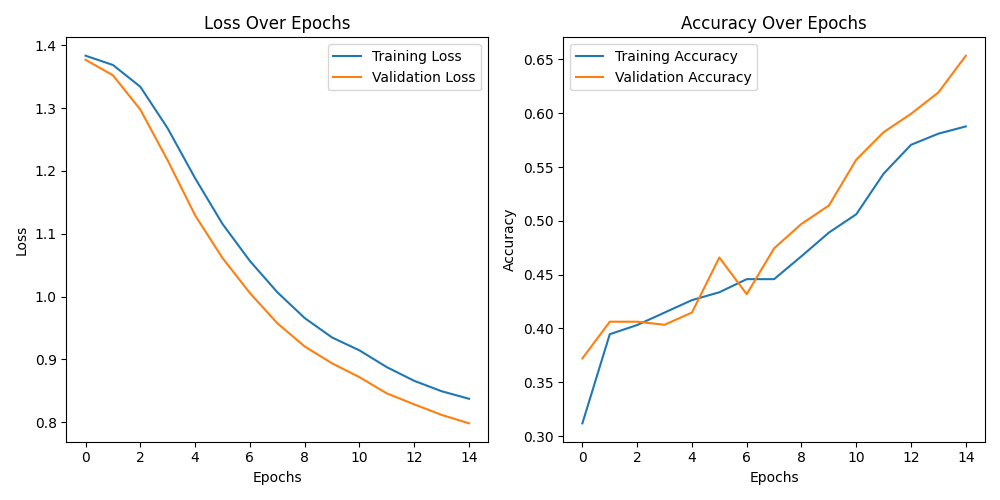 Loss Over Epochs
Training Loss
Validation Loss
1.4
1.3
1.2
1.1
1.0
0.9
0.8
Loss
0 2 4 6 8 10 12 14
Epochs
Accuracy Over Epochs
Training Accuracy
Validation Accuracy
0.65
0.60
0.55
0.50
0.45
0.40
0.35
0.30
Accuracy
0 2 4 6 8 10 12 14
Epochs